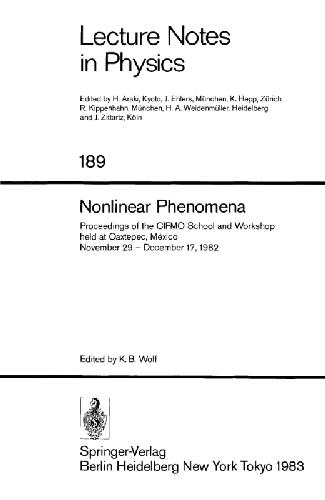 Lecture Notes
in Physics
Edited by H. Araki, Kyoto, J. Ehlers, München, K. Hepp, Zürich
R. Kippenhahn, München, H. A. Weidenmüller, Heidelberg
and J. Zittartz, Köln
189
Nonlinear Phenomena
Proceedings of the CIFMO School and Workshop
held at Oaxtepec, México
November 29 – December 17, 1982
Edited by K. B. Wolf
Springer-Verlag
Berlin Heidelberg New York Tokyo 1983